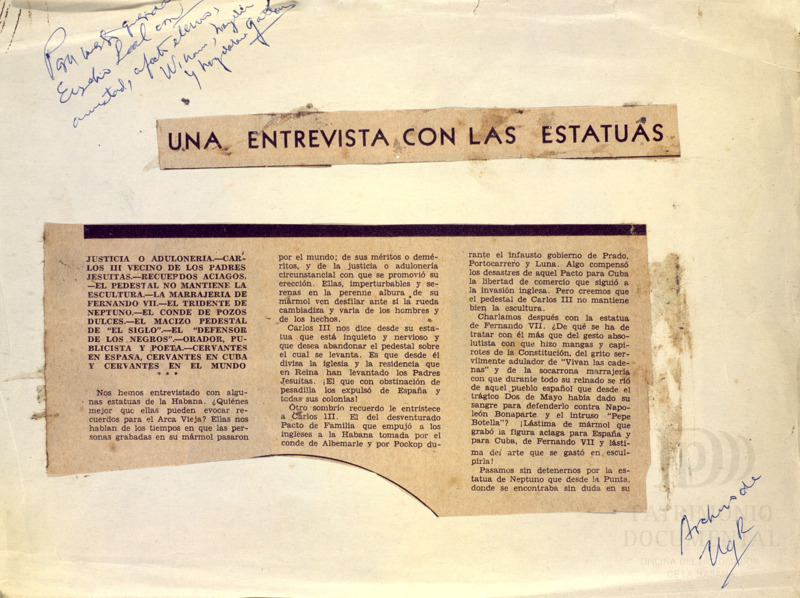 Para mi
Eusebio Leal con
amistad, afecto eterno,
y
UNA ENTREVISTA CON LAS ESTATUAS
JUSTICIA O ADULONERIA.—CAR-
LOS III VECINO DE LOS PADRES
JESUITAS.—RECUERDOS ACIAGOS.
—EL PEDESTAL NO MANTIENE LA
ESCULTURA.—LA MARRAJERIA DE
FERNANDO VII.—EL TRIDENTE DE
NEPTUNO.—EL CONDE DE POZOS
DULCES.—EL MACIZO PEDESTAL
DE "EL SIGLO".—EL "DEFENSOR
DE LOS NEGROS".—ORADOR, PU-
BLICISTA Y POETA.—CERVANTES
EN ESPAÑA, CERVANTES EN CUBA
Y CERVANTES EN EL MUNDO
* * *
Nos hemos entrevistado con algu-
nas estatuas de la Habana. ¿Quiénes
mejor que ellas pueden evocar re-
cuerdos para el Arca Vieja? Ellas nos
hablan de los tiempos en que las per-
sonas grabadas en su mármol pasaron
por el mundo; de sus méritos o demé-
ritos, y de la justicia o adulonería
circunstancial con que se promovió su
erección. Ellas, imperturbables y se-
renas en la perenne albura de su
mármol ven desfilar ante sí la rueda
cambiadiza y varia de los hombres y
de los hechos.
Carlos III nos dice desde su esta-
tua que está inquieto y nervioso y
que desea abandonar el pedestal sobre
el cual se levanta. Es que desde él
divisa la iglesia y la residencia que
en Reina han levantado los Padres
Jesuítas. ¡El que con obstinación de
pesadilla los expulsó de España y
todas sus colonias!
Otro sombrío recuerdo le entristece
a Carlos III. El del desventurado
Pacto de Familia que empujó a los
ingleses a la Habana tomada por el
conde de Albemarle y por Pockop du-
rante el infausto gobierno de Prado,
Portocarrero y Luna. Algo compensó
los desastres de aquel Pacto para Cuba
la libertad de comercio que siguió a
la invasión inglesa. Pero creemos que
el pedestal de Carlos III no mantiene
bien la escultura.
Charlamos después con la estatua
de Fernando VII. ¿De qué se ha de
tratar con él más que del gesto abso-
lutista con que hizo mangas y capi-
rotes de la Constitución, del grito ser-
vilmente adulador de "Vivan las cade-
nas" y de la socarrona marrajería
con que durante todo su reinado se rió
de aquel pueblo español que desde el
trágico Dos de Mayo había dado su
sangre para defenderlo contra Napo-
león Bonaparte y el intruso "Pepe
Botella"? ¡Lástima de mármol que
grabó la figura aciaga para España y
para Cuba, de Fernando VII y lásti-
ma del arte que se gastó en escul-
pirla!
Pasamos sin detenernos por la es-
tatua de Neptuno que desde la Punta,
donde se encontraba sin duda en su
Archivo de
PATRIMONIO
DOCUMENTAL